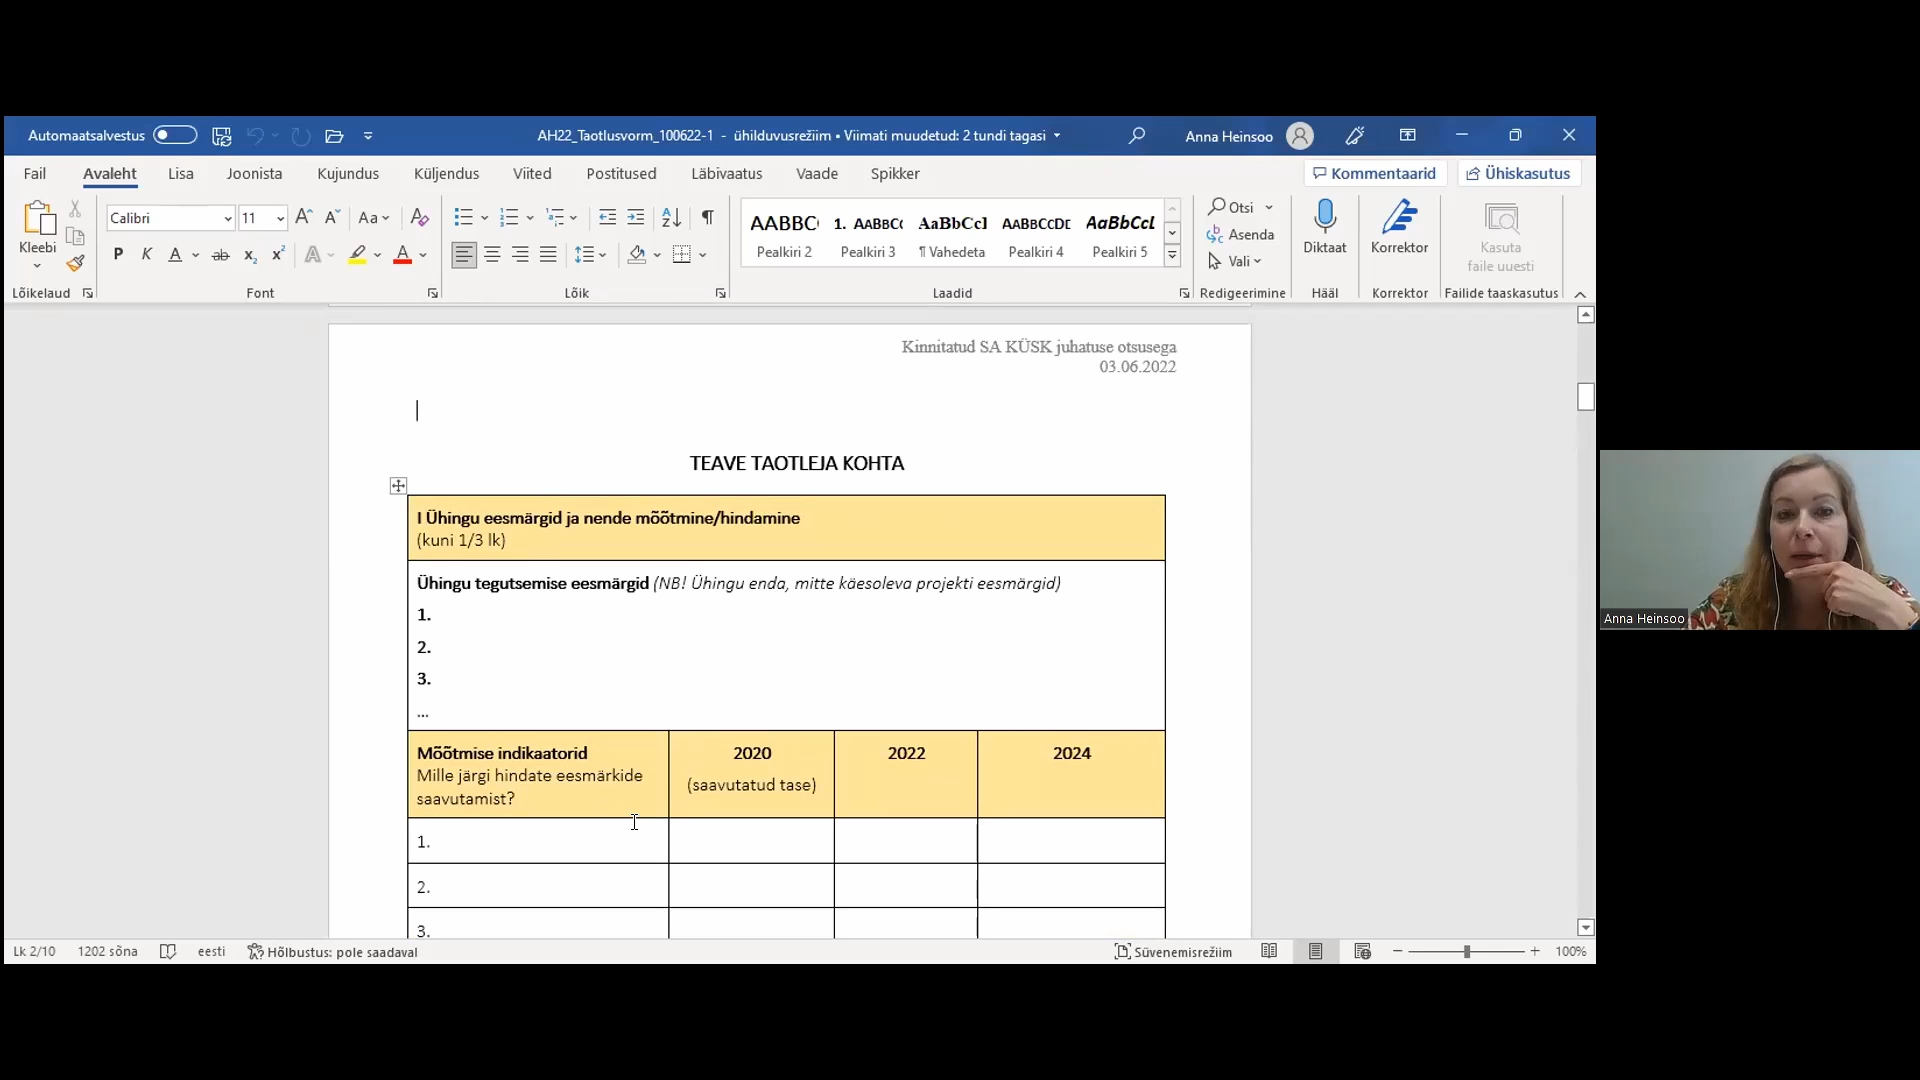 Automaatsalvestus
AH22_Taotlusvorm_100622-1 - ühilduvusrežiim • Viimati muudetud: 2 tundi tagasi
Anna Heinsoo
Fail Avaleht Lisa Joonista Kujundus Küljendus Viited Postitused Läbivaatus Vaade Spikker
Kommentaarid Ühiskasutus
Kleebi
Calibri 11
Aa
P K A ab x₂ x² A A
AABBC 1. AABBC AaBbCcI AABBCCDD AaBbCcL
Pealkiri 2 Pealkiri 3 ¶ Vahedeta Pealkiri 4 Pealkiri 5
Otsi
Asenda
Vali
Diktaat
Korrektor
Kasuta
faile uuesti
Lõikelaud Font Lõik Laadid Redigeerimine Hääl Korrektor Failide taaskasutus
Kinnitatud SA KÜSK juhatuse otsusega
03.06.2022
TEAVE TAOTLEJA KOHTA
I Ühingu eesmärgid ja nende mõõtmine/hindamine
(kuni 1/3 lk)
Ühingu tegutsemise eesmärgid (NB! Ühingu enda, mitte käesoleva projekti eesmärgid)
1.
2.
3.
...
Mõõtmise indikaatorid
Mille järgi hindate eesmärkide
saavutamist?
2020
(saavutatud tase)
2022
2024
1.
2.
3.
Lk 2/10 1202 sõna eesti Hõlbustus: pole saadaval
Süvenemisrežiim
100%
Anna Heinsoo